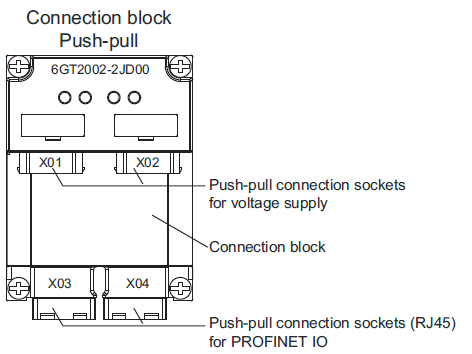 Connection block
Push-pull
6GT2002-2JD00
X01 X02
Push-pull connection sockets
for voltage supply
Connection block
X03 X04
Push-pull connection sockets (RJ45)
for PROFINET IO